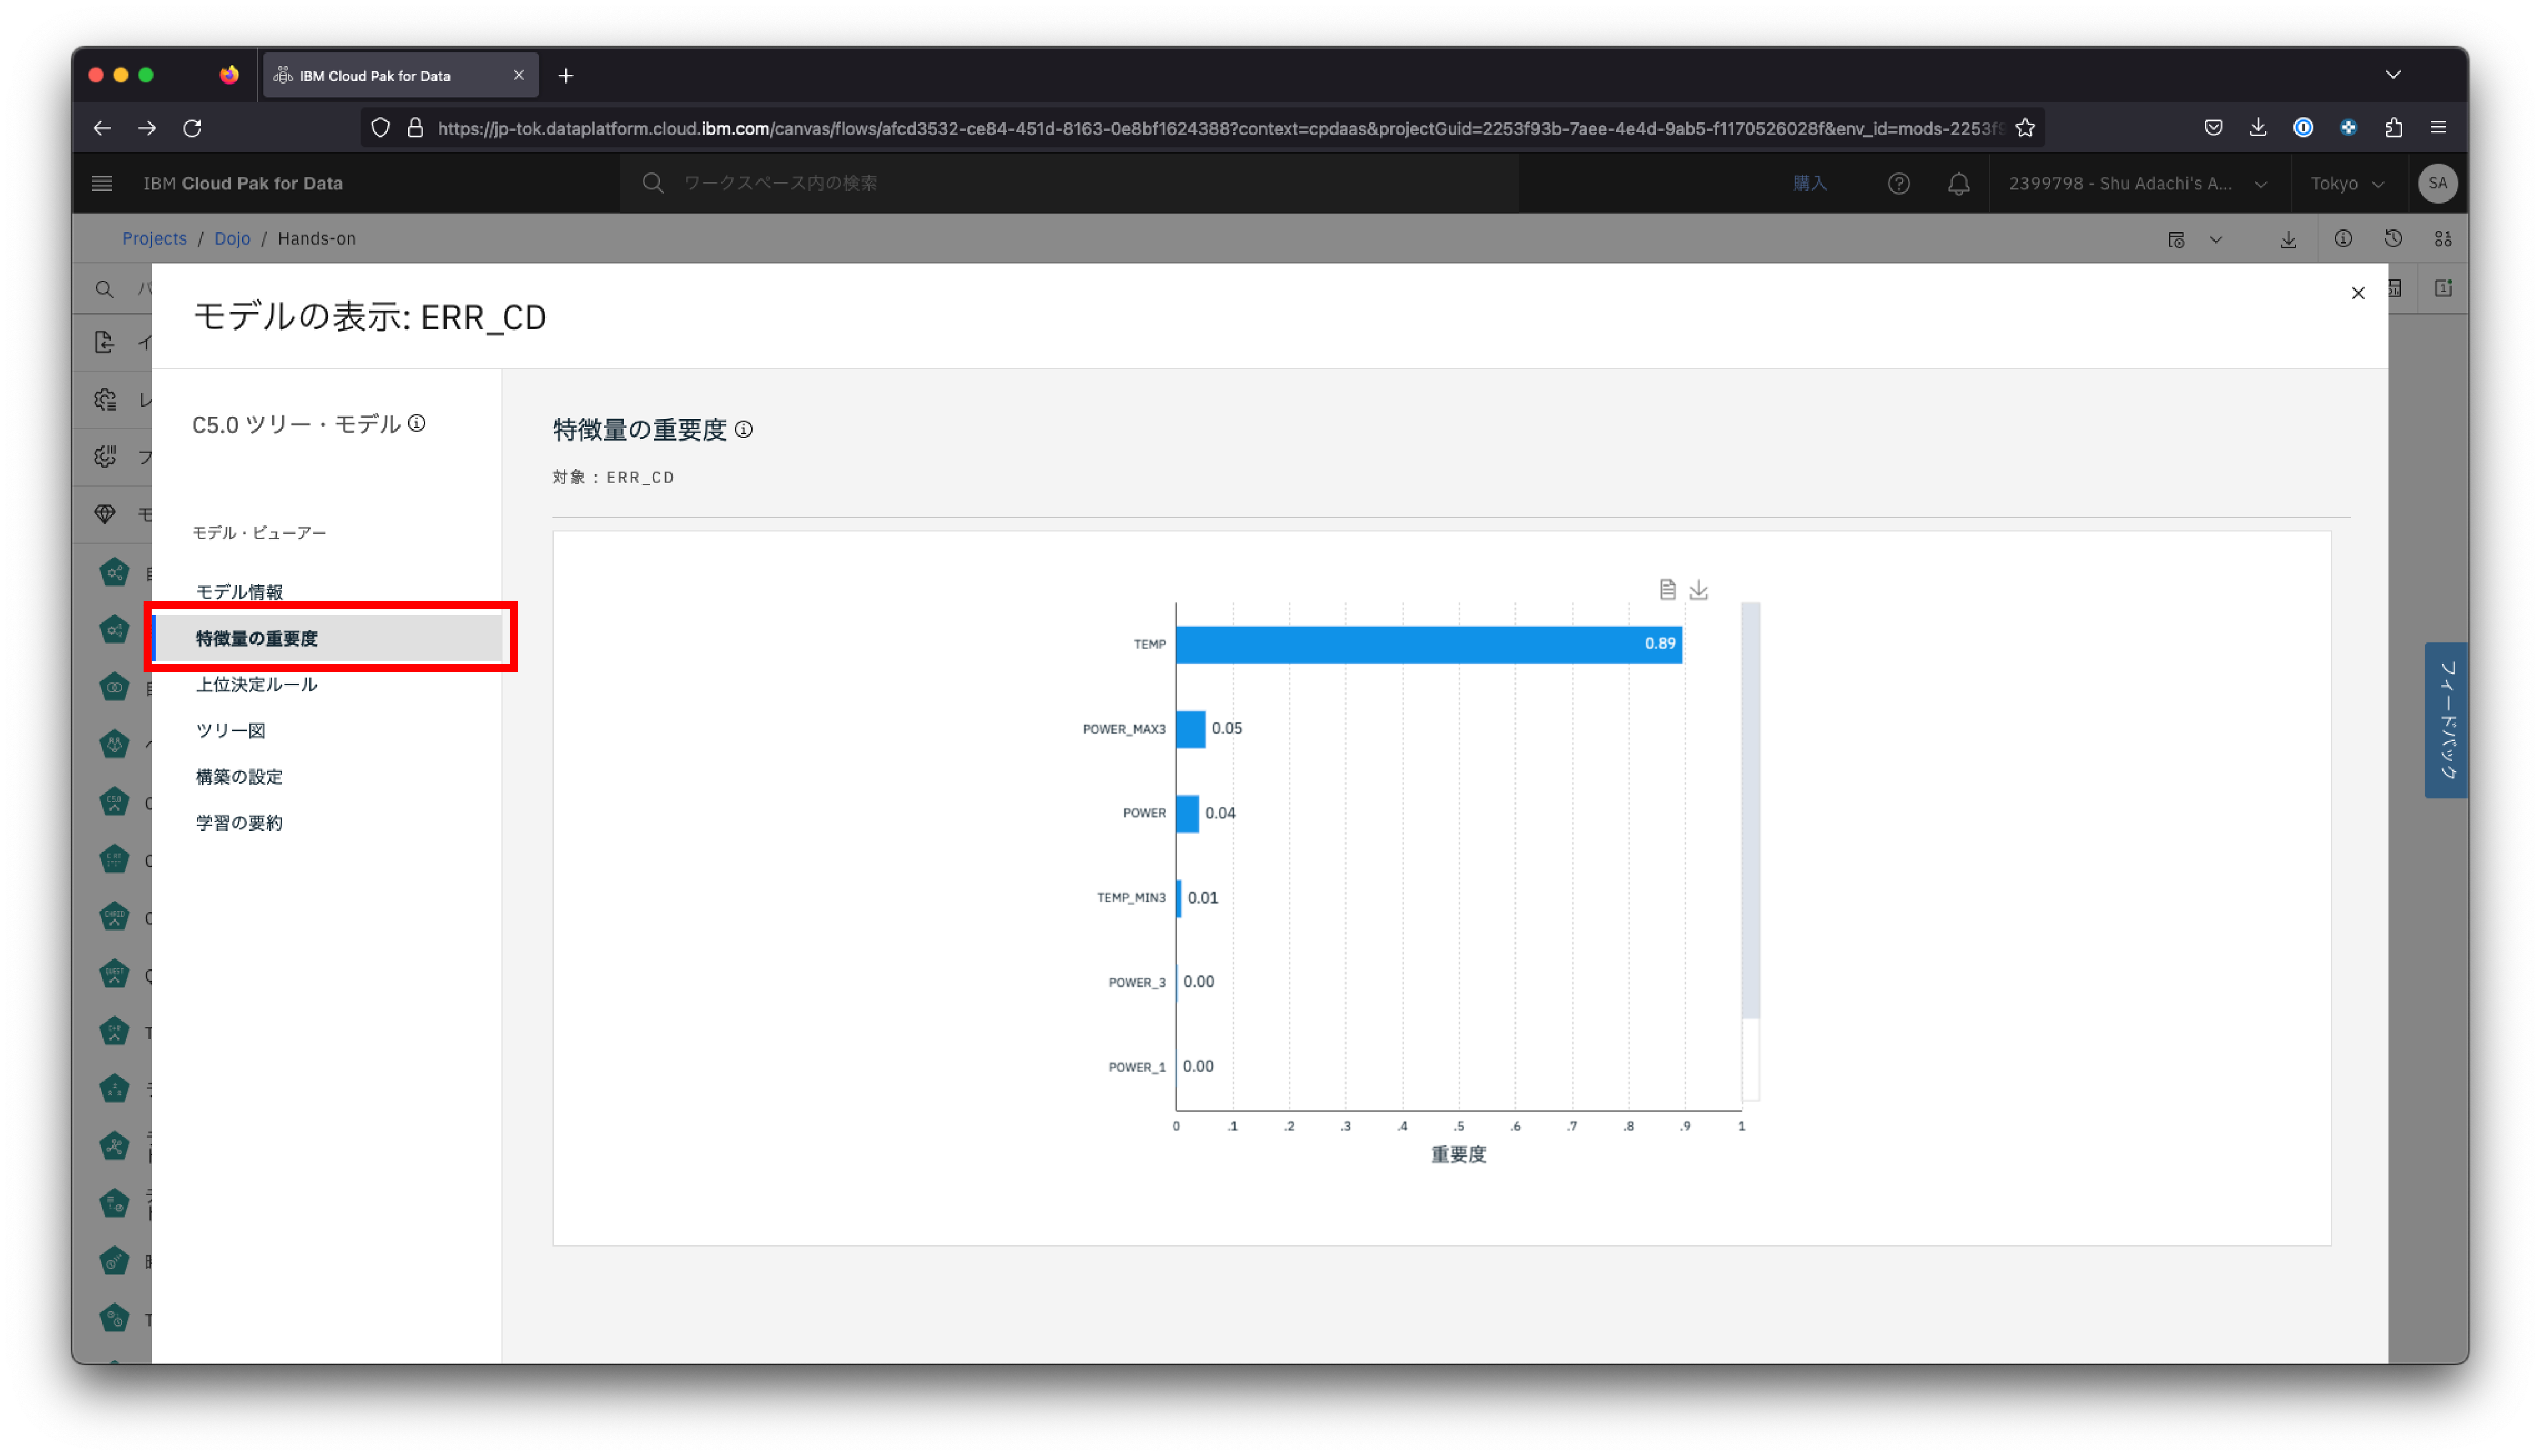 IBM Cloud Pak for Data
https://jp-tok.dataplatform.cloud.ibm.com/canvas/flows/afcd3532-ce84-451d-8163-0e8bf1624388?context=cpdaas&projectGuid=2253f93b-7aee-4e4d-9ab5-f1170526028f&env_id=mods-2253f9
IBM Cloud Pak for Data
ワークスペース内の検索
購入
2399798 - Shu Adachi's A...
Tokyo
SA
Projects / Dojo / Hands-on
モデルの表示: ERR_CD
C5.0 ツリー・モデル
モデル・ビューアー
モデル情報
特徴量の重要度
上位決定ルール
ツリー図
構築の設定
学習の要約
特徴量の重要度
対象 : ERR_CD
TEMP 0.89
POWER_MAX3 0.05
POWER 0.04
TEMP_MIN3 0.01
POWER_3 0.00
POWER_1 0.00
0 .1 .2 .3 .4 .5 .6 .7 .8 .9 1
重要度
フィードバック
C5.0
CHAID
QUEST